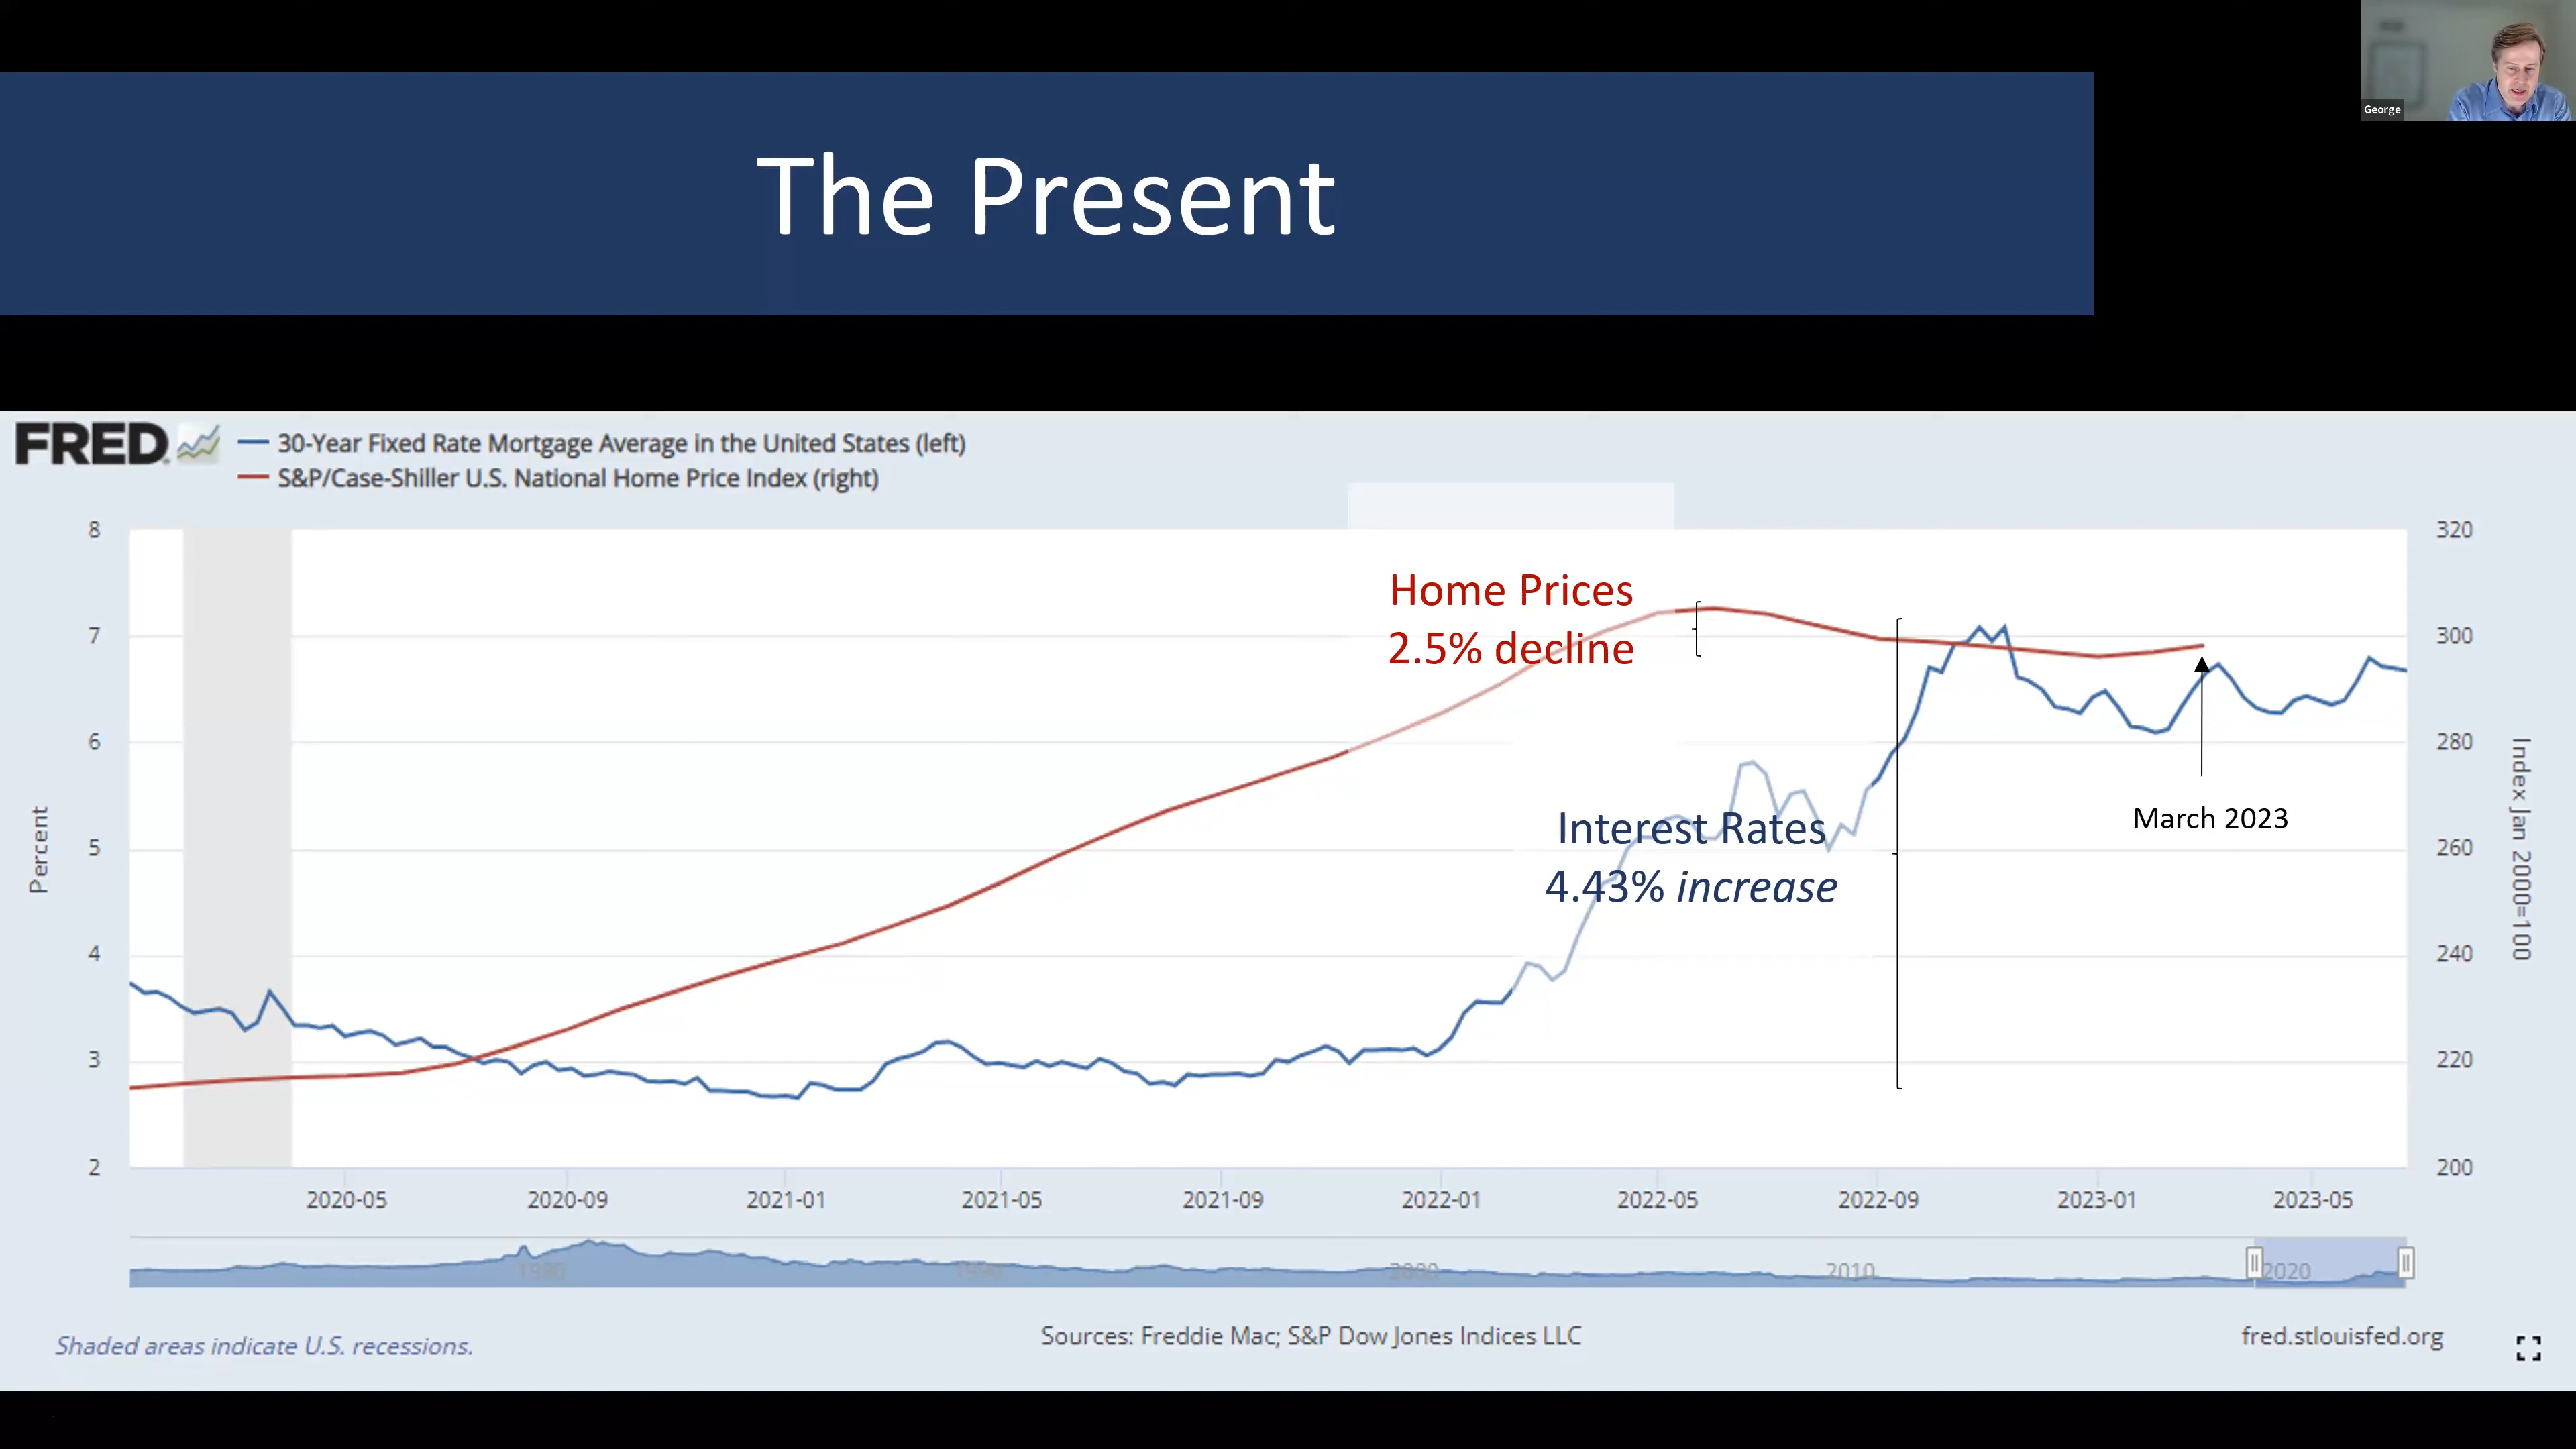 George
The Present
FRED
30-Year Fixed Rate Mortgage Average in the United States (left)
S&P/Case-Shiller U.S. National Home Price Index (right)
8
7
6
5
4
3
2
Percent
320
300
280
260
240
220
200
Index Jan 2000=100
Home Prices
2.5% decline
Interest Rates
4.43% increase
March 2023
2020-05
2020-09
2021-01
2021-05
2021-09
2022-01
2022-05
2022-09
2023-01
2023-05
1980
1990
2000
2010
2020
Shaded areas indicate U.S. recessions.
Sources: Freddie Mac; S&P Dow Jones Indices LLC
fred.stlouisfed.org